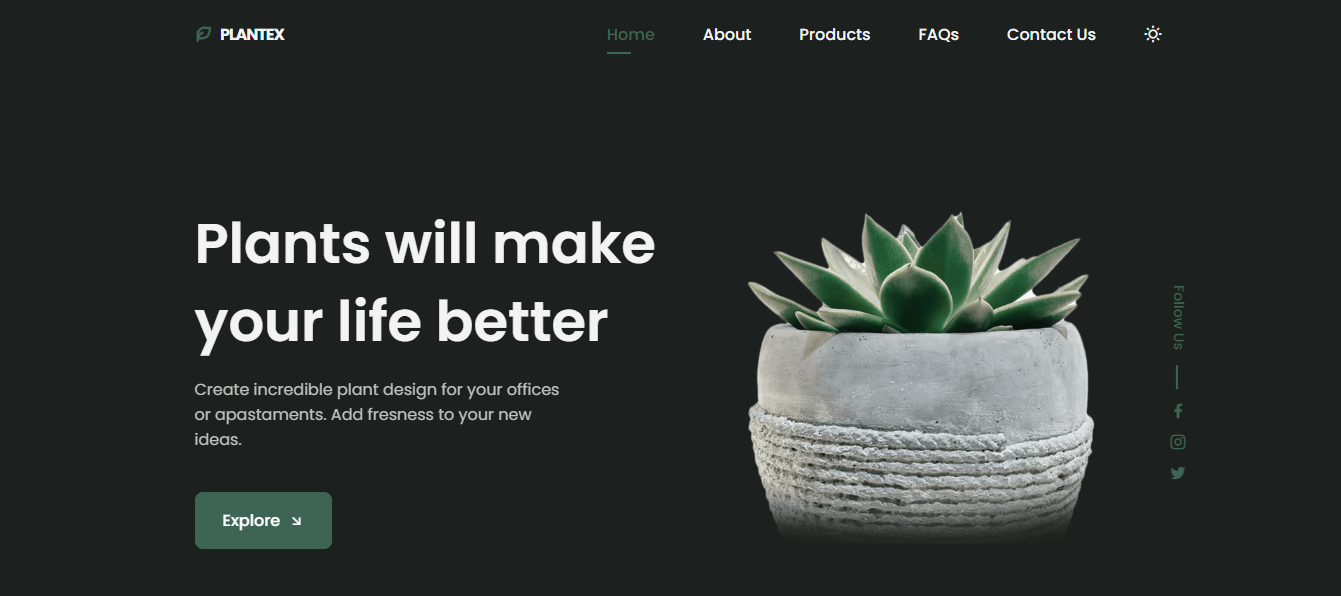 PLANTEX
Home
About
Products
FAQs
Contact Us
Plants will make
your life better
Create incredible plant design for your offices
or apastaments. Add fresness to your new
ideas.
Explore
Follow Us